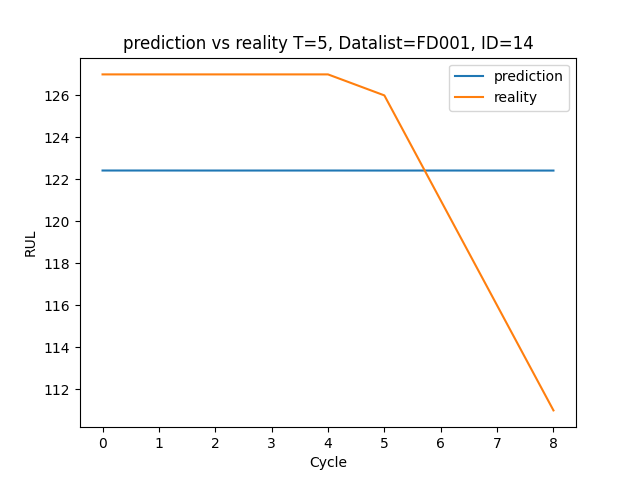 prediction vs reality T=5, Datalist=FD001, ID=14
prediction
reality
126
124
122
120
118
116
114
112
RUL
0 1 2 3 4 5 6 7 8
Cycle